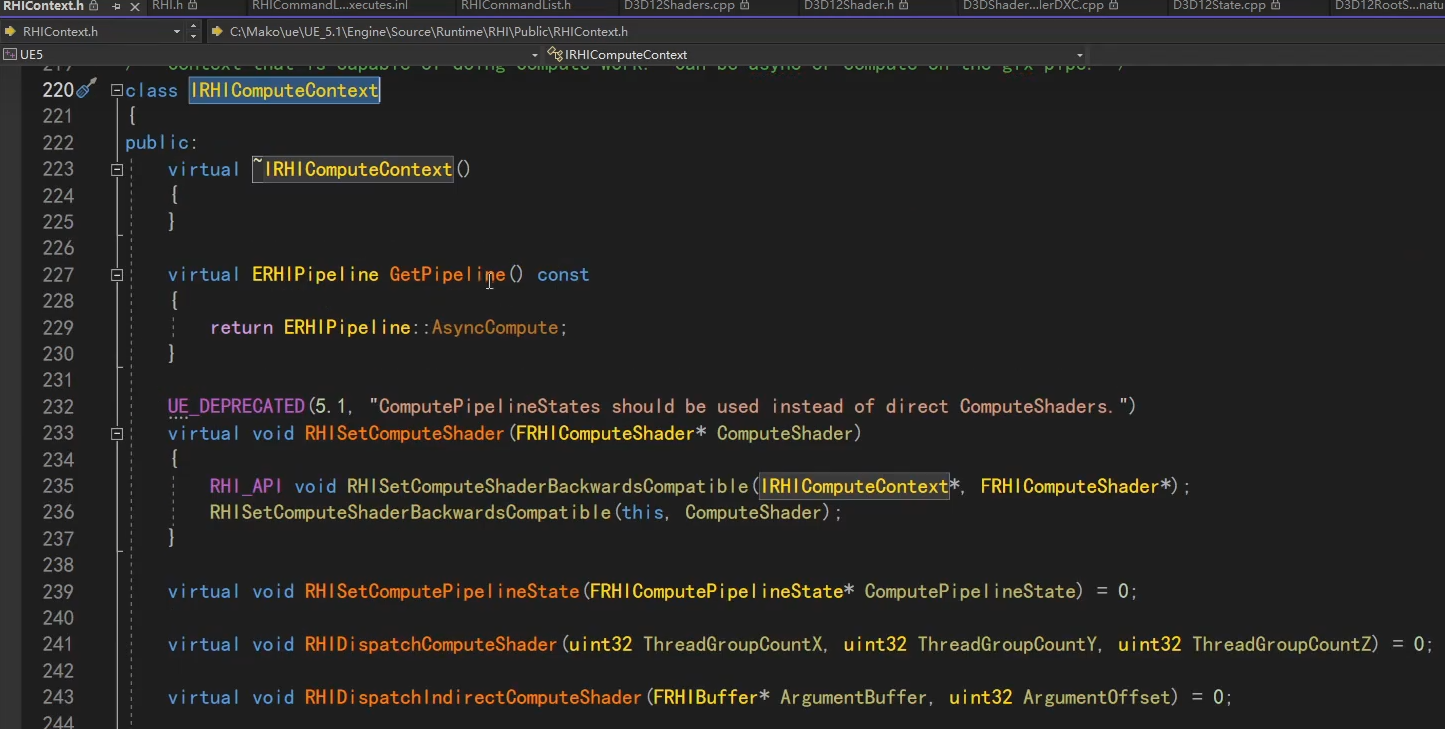 RHIContext.h RHI.h RHICommandL...xecutes.inl RHICommandList.h D3D12Shaders.cpp D3D12Shader.h D3DShader...lerDXC.cpp D3D12State.cpp D3D12RootS...natu
RHIContext.h C:\Mako\ue\UE_5.1\Engine\Source\Runtime\RHI\Public\RHIContext.h
UE5 IRHIComputeContext
219 / Context that is capable of doing compute work. Can be async or compute on the gfx pipe. */
220 class IRHIComputeContext
221 {
222 public:
223 virtual ~IRHIComputeContext()
224 {
225 }
226
227 virtual ERHIPipeline GetPipeline() const
228 {
229 return ERHIPipeline::AsyncCompute;
230 }
231
232 UE_DEPRECATED(5.1, "ComputePipelineStates should be used instead of direct ComputeShaders.")
233 virtual void RHISetComputeShader(FRHIComputeShader* ComputeShader)
234 {
235 RHI_API void RHISetComputeShaderBackwardsCompatible(IRHIComputeContext*, FRHIComputeShader*);
236 RHISetComputeShaderBackwardsCompatible(this, ComputeShader);
237 }
238
239 virtual void RHISetComputePipelineState(FRHIComputePipelineState* ComputePipelineState) = 0;
240
241 virtual void RHIDispatchComputeShader(uint32 ThreadGroupCountX, uint32 ThreadGroupCountY, uint32 ThreadGroupCountZ) = 0;
242
243 virtual void RHIDispatchIndirectComputeShader(FRHIBuffer* ArgumentBuffer, uint32 ArgumentOffset) = 0;
244